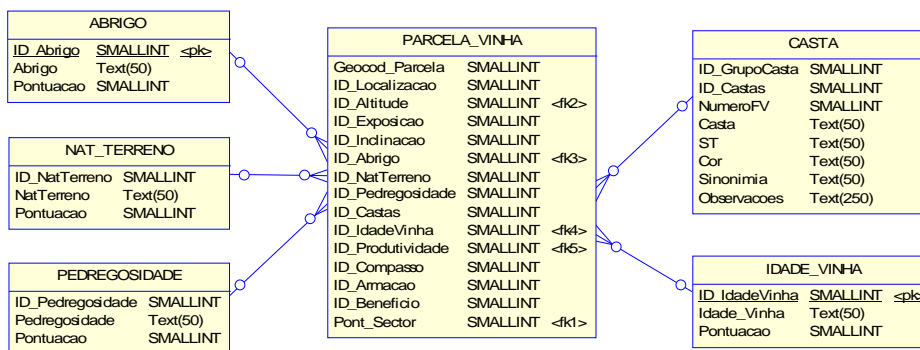 ABRIGO
ID_Abrigo SMALLINT <pk>
Abrigo Text(50)
Pontuacao SMALLINT
NAT_TERRENO
ID_NatTerreno SMALLINT
NatTerreno Text(50)
Pontuacao SMALLINT
PEDREGOSIDADE
ID_Pedregosidade SMALLINT
Pedregosidade Text(50)
Pontuacao SMALLINT
PARCELA_VINHA
Geocod_Parcela SMALLINT
ID_Localizacao SMALLINT
ID_Altitude SMALLINT <fk2>
ID_Exposicao SMALLINT
ID_Inclinacao SMALLINT
ID_Abrigo SMALLINT <fk3>
ID_NatTerreno SMALLINT
ID_Pedregosidade SMALLINT
ID_Castas SMALLINT
ID_IdadeVinha SMALLINT <fk4>
ID_Produtividade SMALLINT <fk5>
ID_Compasso SMALLINT
ID_Armacao SMALLINT
ID_Beneficio SMALLINT
Pont_Sector SMALLINT <fk1>
CASTA
ID_GrupoCasta SMALLINT
ID_Castas SMALLINT
NumeroFV SMALLINT
Casta Text(50)
ST Text(50)
Cor Text(50)
Sinonimia Text(50)
Observacoes Text(250)
IDADE_VINHA
ID_IdadeVinha SMALLINT <pk>
Idade_Vinha Text(50)
Pontuacao SMALLINT